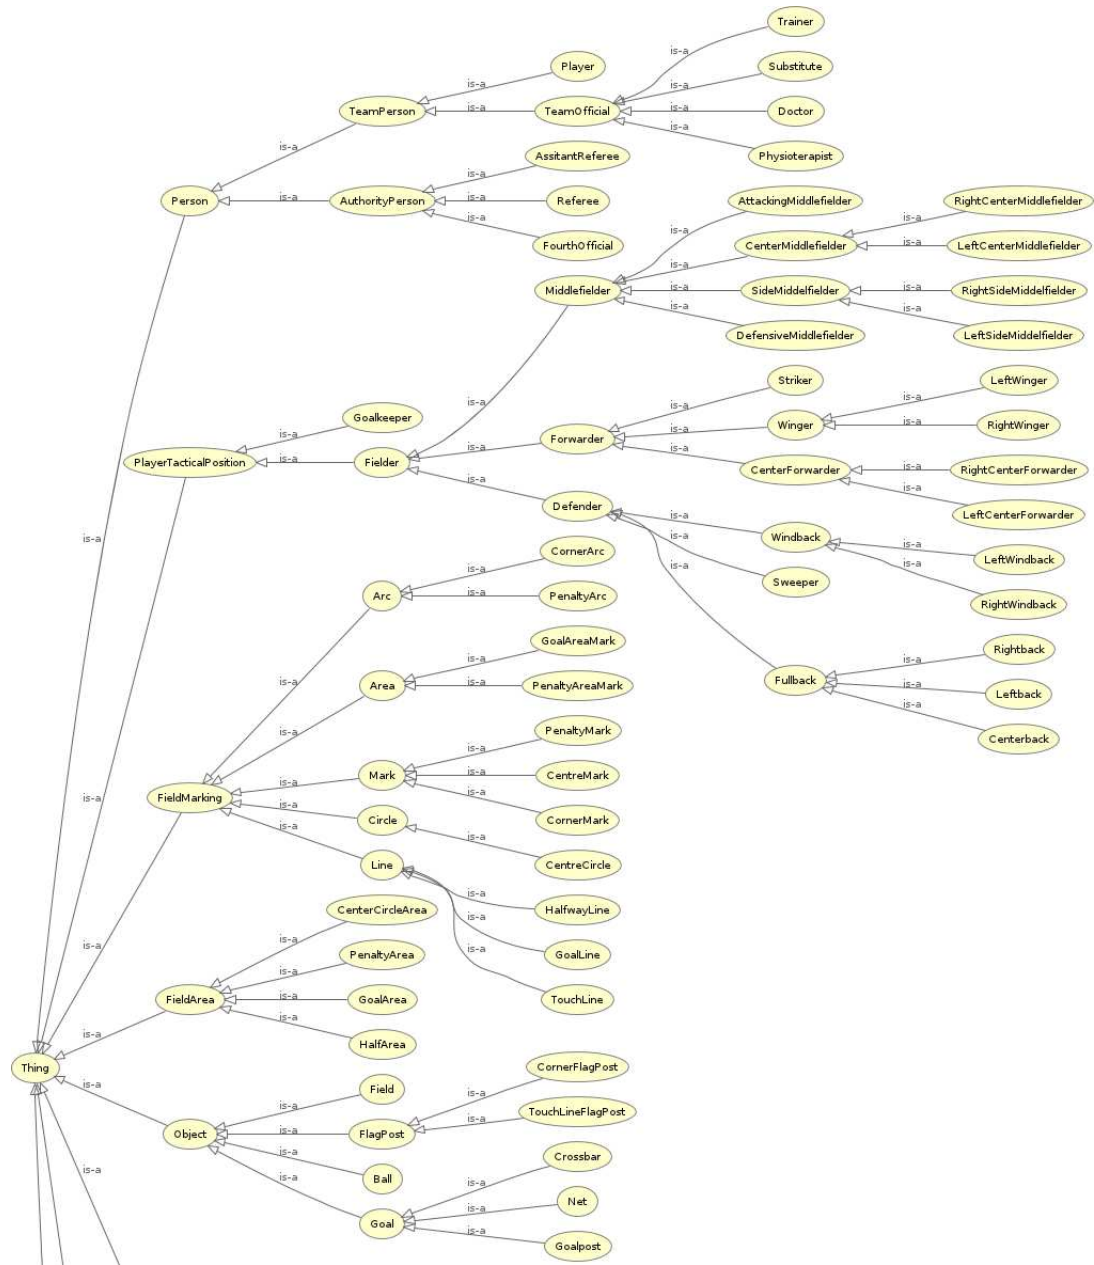 Trainer
is-a
Player
is-a
Substitute
is-a
is-a
TeamPerson
is-a
TeamOfficial
is-a
Doctor
is-a
is-a
AssitantReferee
Physioterapist
is-a
Person
is-a
AuthorityPerson
is-a
Referee
AttackingMiddlefielder
RightCenterMiddlefielder
is-a
is-a
is-a
FourthOfficial
CenterMiddlefielder
is-a
LeftCenterMiddlefielder
is-a
Middlefielder
is-a
SideMiddelfielder
is-a
RightSideMiddelfielder
is-a
is-a
DefensiveMiddlefielder
LeftSideMiddelfielder
Striker
LeftWinger
is-a
is-a
is-a
Goalkeeper
is-a
Winger
is-a
RightWinger
is-a
Forwarder
is-a
is-a
PlayerTacticalPosition
is-a
Fielder
is-a
CenterForwarder
is-a
RightCenterForwarder
is-a
is-a
Defender
LeftCenterForwarder
is-a
is-a
Windback
is-a
is-a
CornerArc
LeftWindback
is-a
is-a
is-a
Sweeper
Arc
is-a
PenaltyArc
is-a
RightWindback
GoalAreaMark
Rightback
is-a
is-a
is-a
Area
is-a
PenaltyAreaMark
Fullback
is-a
Leftback
is-a
is-a
PenaltyMark
Centerback
is-a
Mark
is-a
CentreMark
is-a
FieldMarking
is-a
is-a
is-a
Circle
CornerMark
is-a
is-a
Line
CentreCircle
is-a
CenterCircleArea
HalfwayLine
is-a
is-a
is-a
is-a
PenaltyArea
GoalLine
is-a
FieldArea
is-a
GoalArea
TouchLine
is-a
is-a
HalfArea
Thing
CornerFlagPost
is-a
Field
is-a
is-a
TouchLineFlagPost
Object
is-a
FlagPost
is-a
is-a
Crossbar
is-a
Ball
is-a
is-a
Net
is-a
Goal
is-a
Goalpost